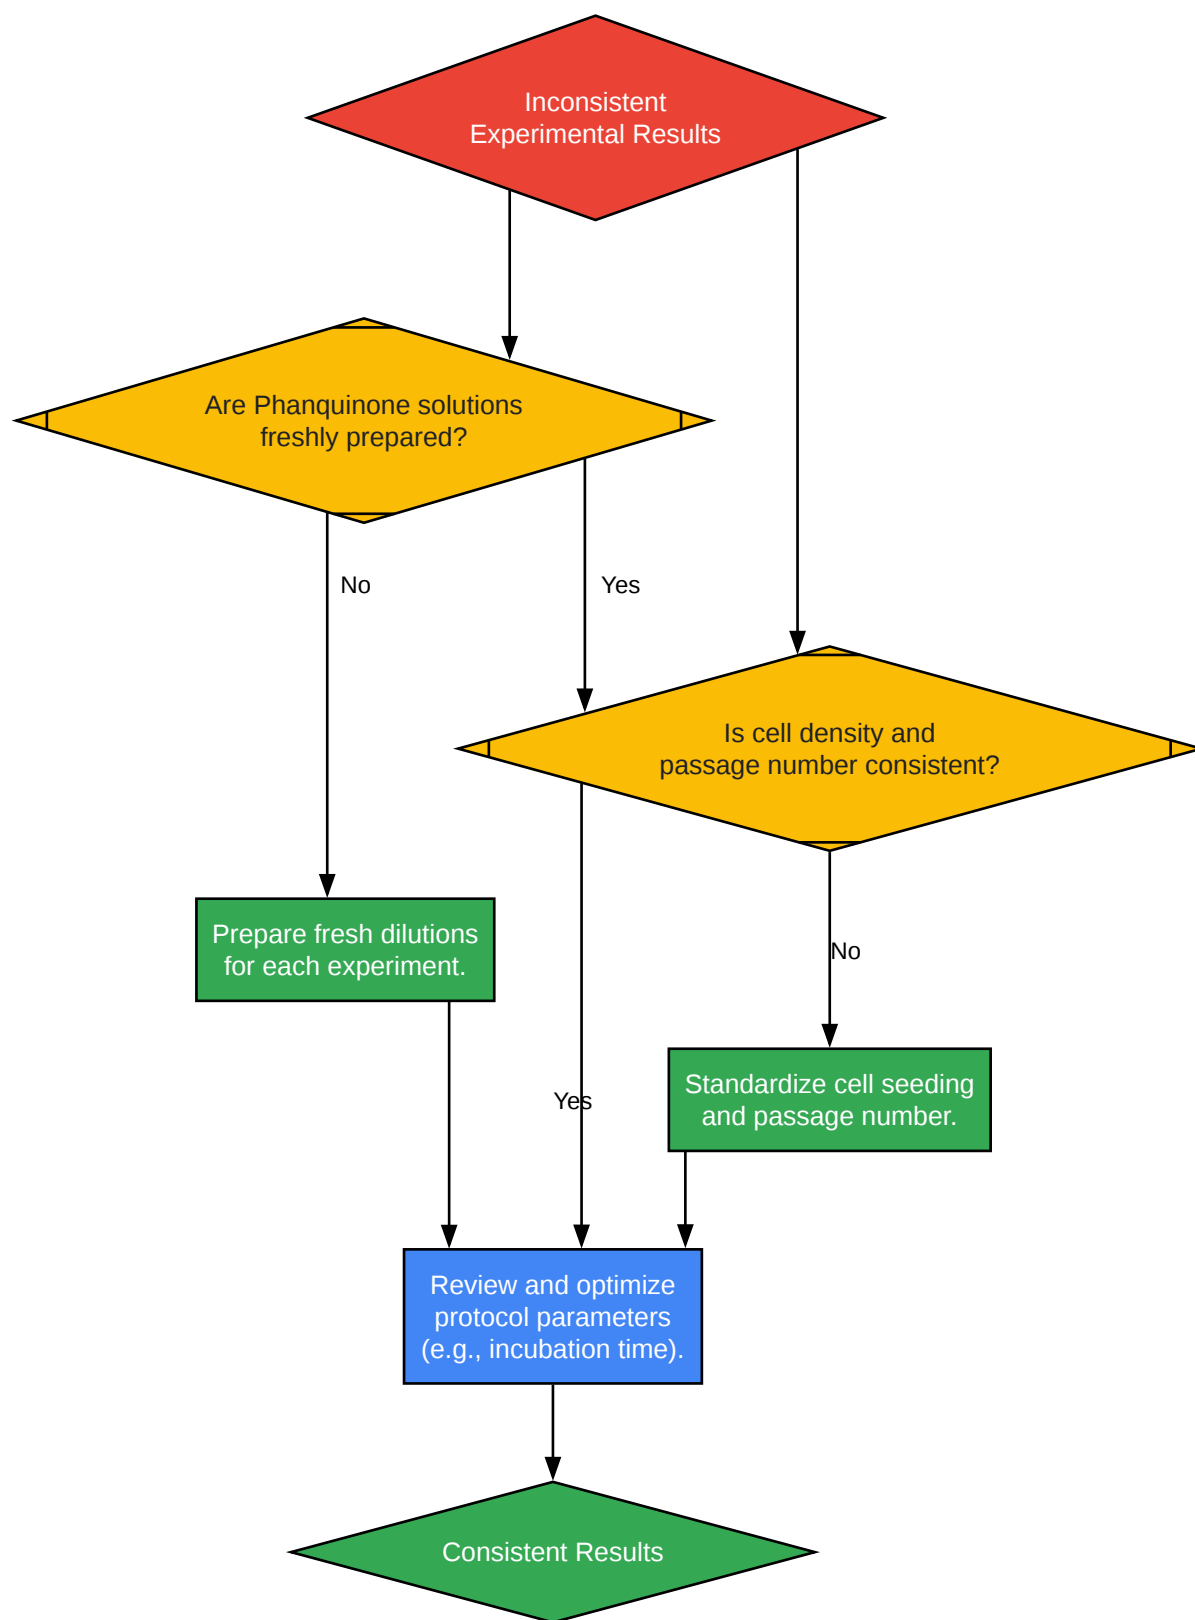 Inconsistent
Experimental Results
Are Phanquinone solutions
freshly prepared?
No
Yes
Is cell density and
passage number consistent?
Prepare fresh dilutions
for each experiment.
No
Standardize cell seeding
and passage number.
Yes
Review and optimize
protocol parameters
(e.g., incubation time).
Consistent Results